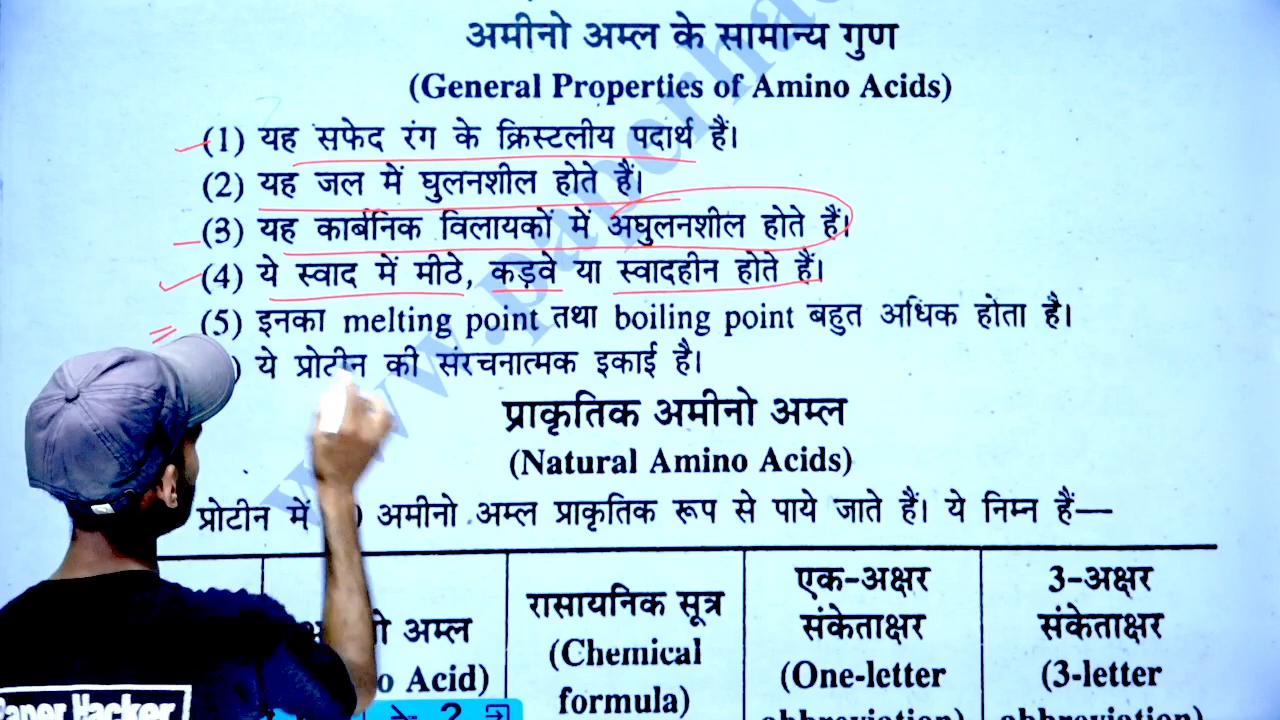 अमीनो अम्ल के सामान्य गुण
(General Properties of Amino Acids)
(1) यह सफेद रंग के क्रिस्टलीय पदार्थ हैं।
(2) यह जल में घुलनशील होते हैं।
(3) यह कार्बनिक विलायकों में अघुलनशील होते हैं।
(4) ये स्वाद में मीठे, कड़वे या स्वादहीन होते हैं।
(5) इनका melting point तथा boiling point बहुत अधिक होता है।
) ये प्रोटीन की संरचनात्मक इकाई है।
प्राकृतिक अमीनो अम्ल
(Natural Amino Acids)
प्रोटीन में ) अमीनो अम्ल प्राकृतिक रूप से पाये जाते हैं। ये निम्न हैं—
अम्ल
Acid)
रासायनिक सूत्र
(Chemical
formula)
एक-अक्षर
संकेताक्षर
(One-letter
abbreviation)
3-अक्षर
संकेताक्षर
(3-letter
abbreviation)
Paper Hacker